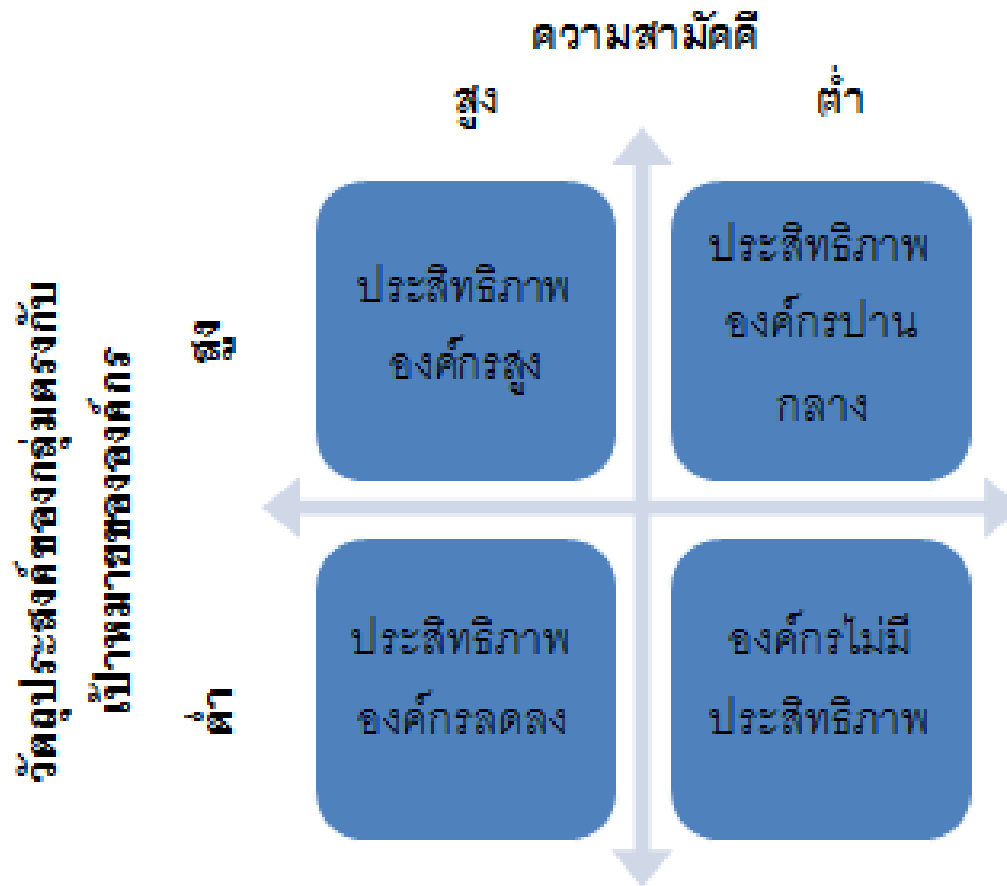 ความสามัคคี
สูง
ต่ำ
วัตถุประสงค์ของกลุ่มตรงกับ
เป้าหมายขององค์กร
สูง
ประสิทธิภาพ
องค์กรสูง
ประสิทธิภาพ
องค์กรปาน
กลาง
ต่ำ
ประสิทธิภาพ
องค์กรลดลง
องค์กรไม่มี
ประสิทธิภาพ